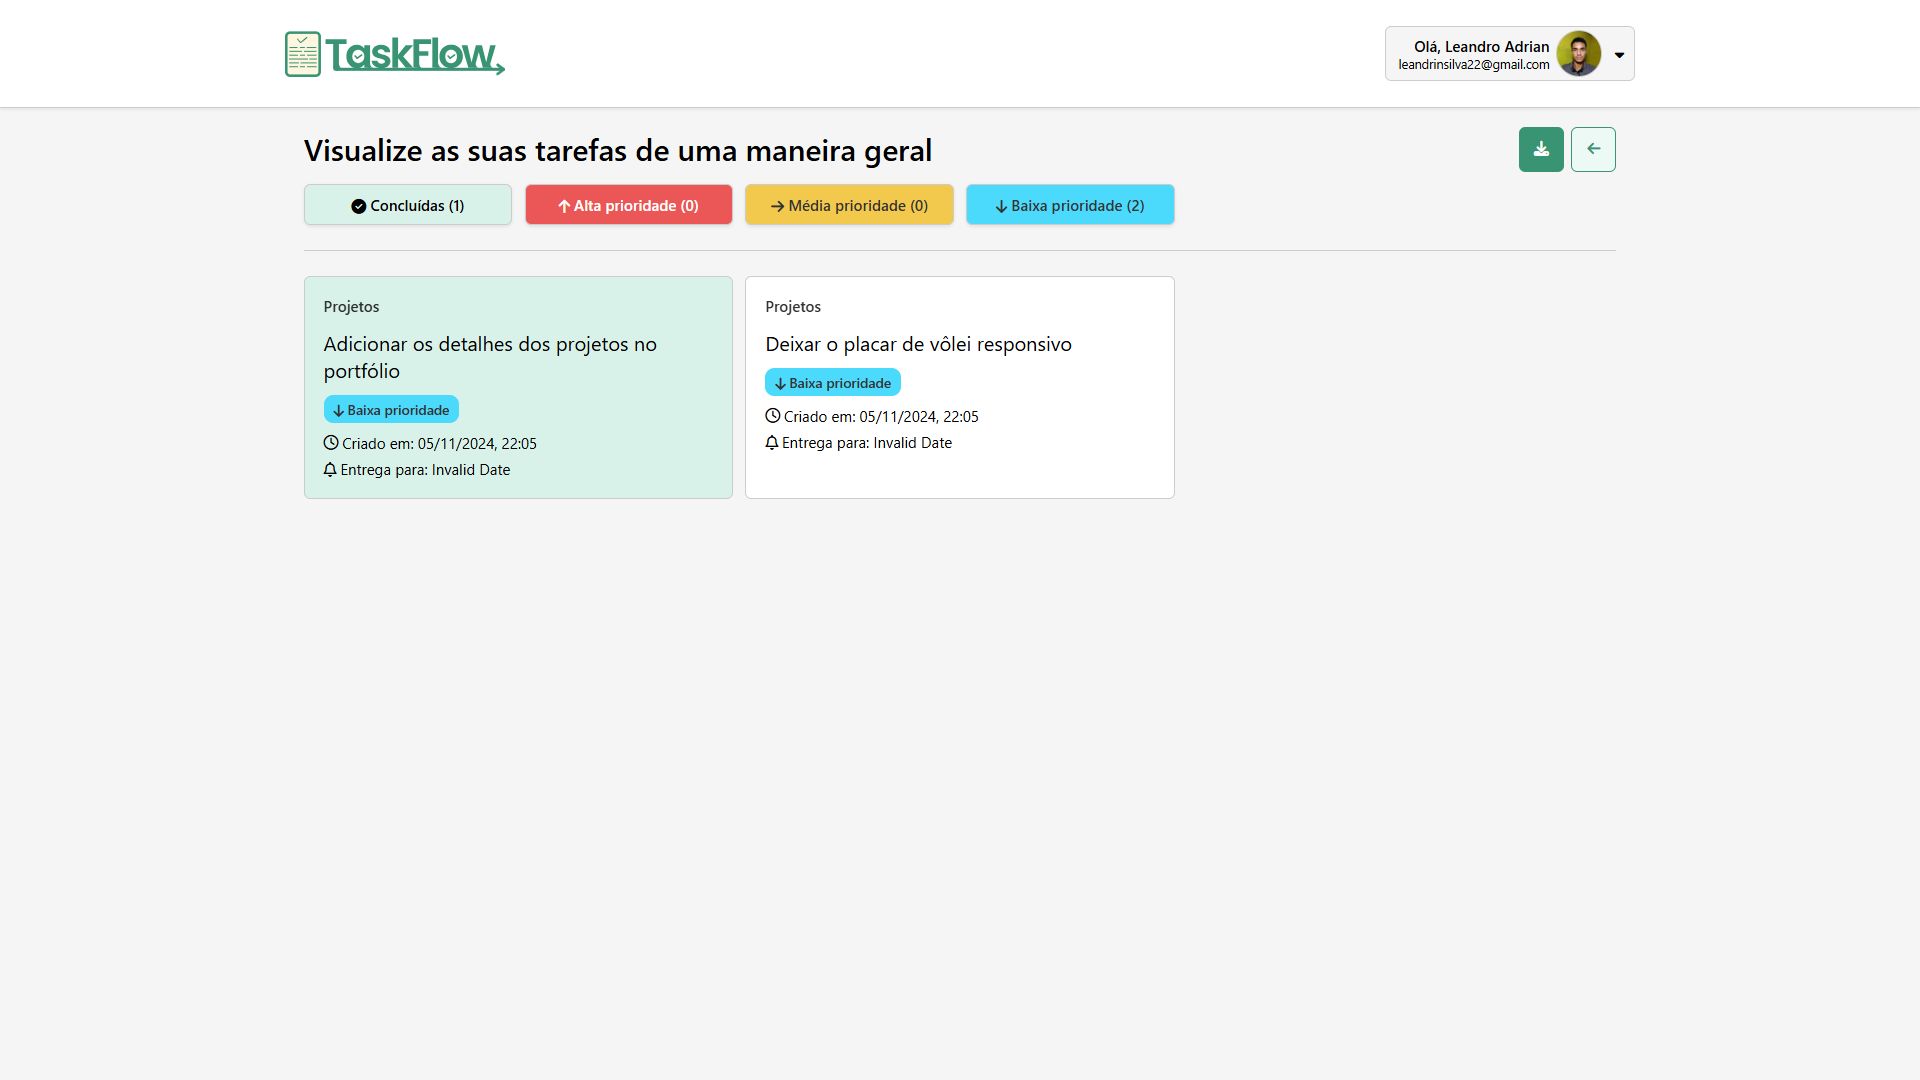 TaskFlow
Olá, Leandro Adrian
leandrinsilva22@gmail.com
Visualize as suas tarefas de uma maneira geral
Concluídas (1)
Alta prioridade (0)
Média prioridade (0)
Baixa prioridade (2)
Projetos
Adicionar os detalhes dos projetos no
portfólio
Baixa prioridade
Criado em: 05/11/2024, 22:05
Entrega para: Invalid Date
Projetos
Deixar o placar de vôlei responsivo
Baixa prioridade
Criado em: 05/11/2024, 22:05
Entrega para: Invalid Date